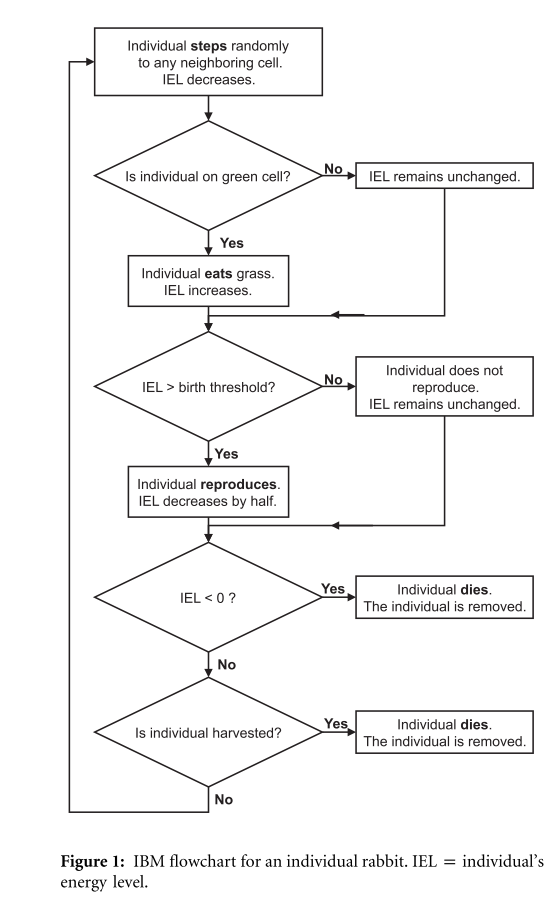 Individual steps randomly
to any neighboring cell.
IEL decreases.
Is individual on green cell?
No
IEL remains unchanged.
Yes
Individual eats grass.
IEL increases.
IEL > birth threshold?
No
Individual does not
reproduce.
IEL remains unchanged.
Yes
Individual reproduces.
IEL decreases by half.
IEL < 0 ?
Yes
Individual dies.
The individual is removed.
No
Is individual harvested?
Yes
Individual dies.
The individual is removed.
No
Figure 1: IBM flowchart for an individual rabbit. IEL = individual's
energy level.